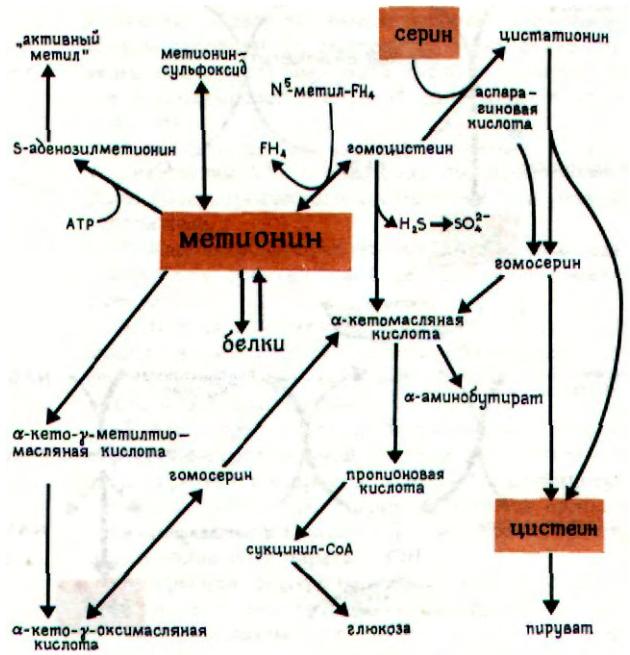 „активный
метил"
метионин-
сульфоксид
серин
цистатионин
N⁵-метил-FH₄
аспара-
гиновая
кислота
S-аденозилметионин
FH₄
гомоцистеин
ATP
метионин
H₂S → SO₄²⁻
гомосерин
белки
α-кетомасляная
кислота
α-аминобутират
α-кето-γ-метилтио-
масляная кислота
гомосерин
пропионовая
кислота
цистеин
сукцинил-CoA
α-кето-γ-оксимасляная
кислота
глюкоза
пируват